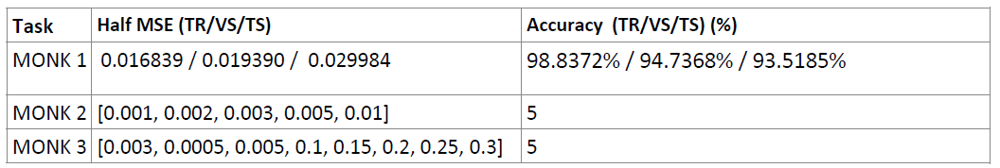 Task Half MSE (TR/VS/TS) Accuracy (TR/VS/TS) (%)
MONK 1 0.016839 / 0.019390 / 0.029984 98.8372% / 94.7368% / 93.5185%
MONK 2 [0.001, 0.002, 0.003, 0.005, 0.01] 5
MONK 3 [0.003, 0.0005, 0.005, 0.1, 0.15, 0.2, 0.25, 0.3] 5